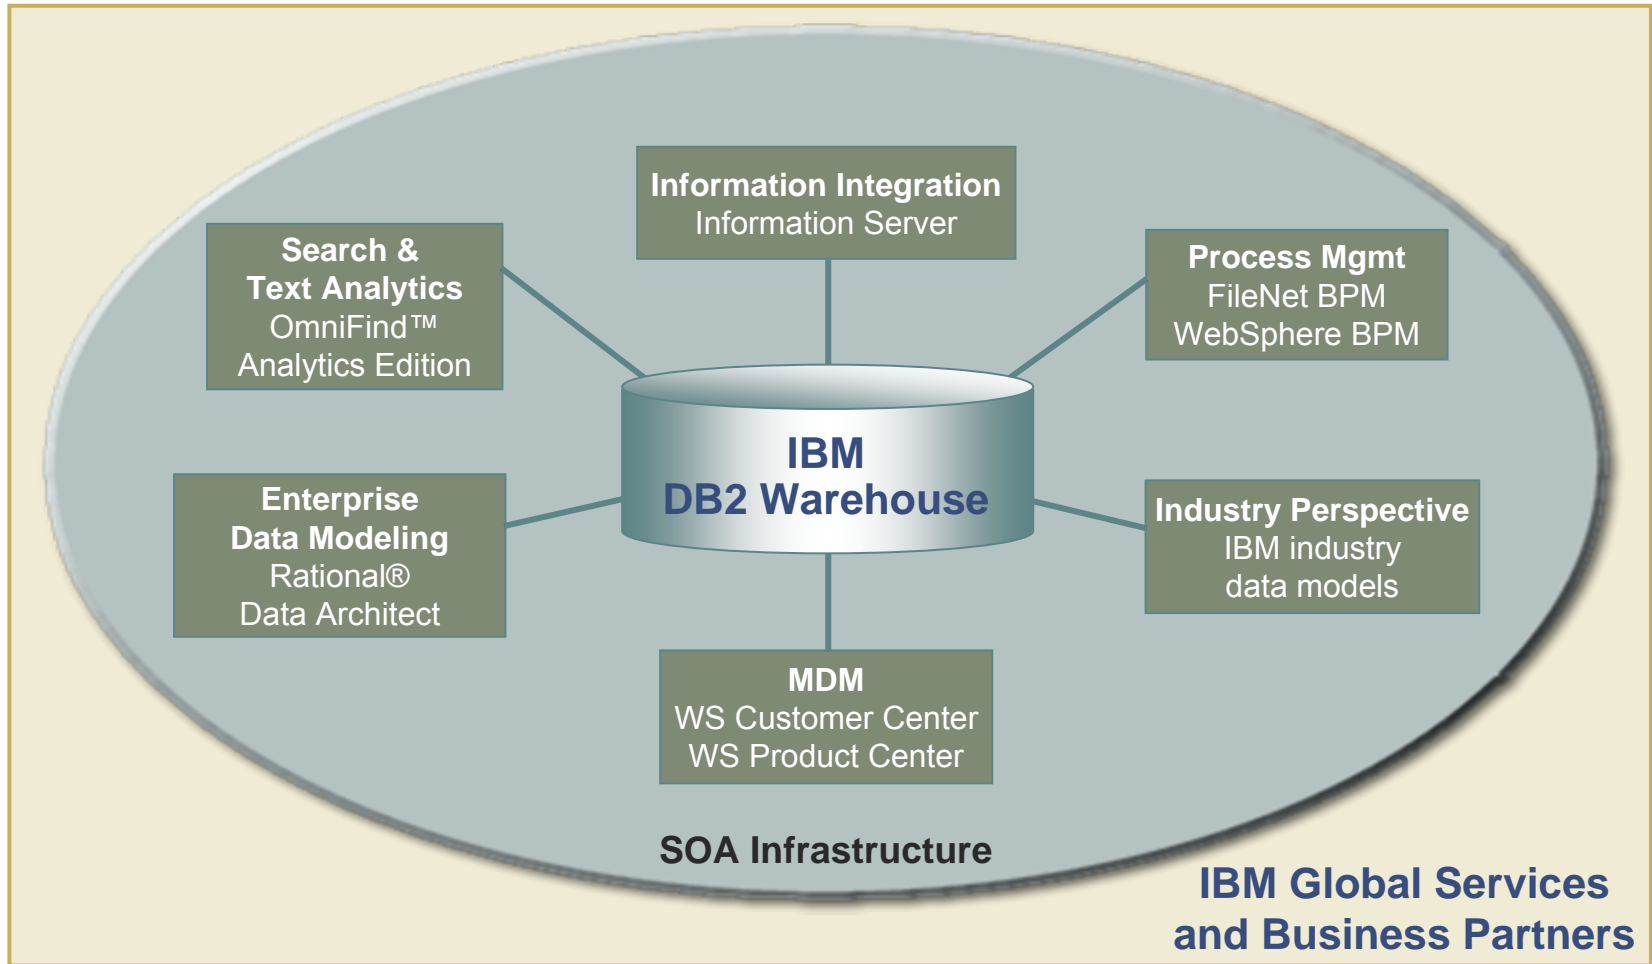 Information Integration
Information Server
Search &
Text Analytics
OmniFind™
Analytics Edition
Process Mgmt
FileNet BPM
WebSphere BPM
IBM
DB2 Warehouse
Enterprise
Data Modeling
Rational®
Data Architect
Industry Perspective
IBM industry
data models
MDM
WS Customer Center
WS Product Center
SOA Infrastructure
IBM Global Services
and Business Partners